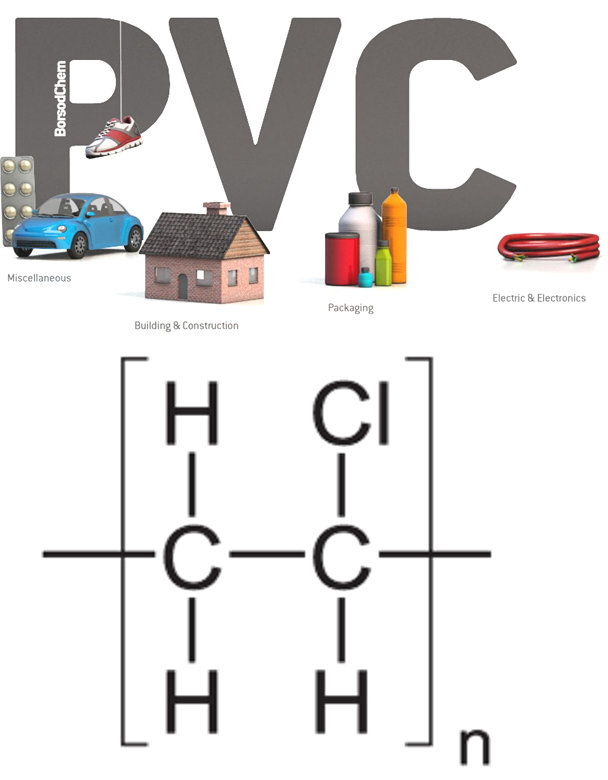 PVC
BorsodChem
Miscellaneous
Building & Construction
Packaging
Electric & Electronics
H Cl
C C
H H
n